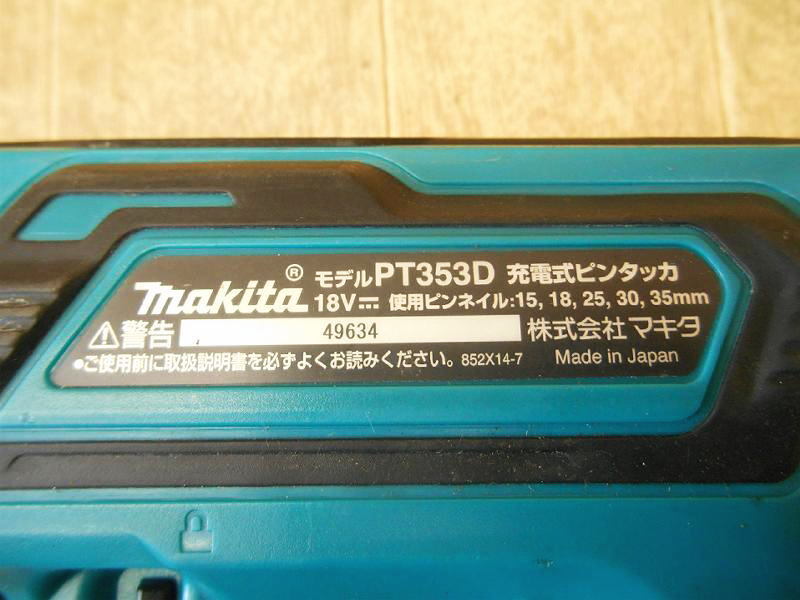 makita® モデルPT353D 充電式ピンタッカ
18V⎓ 使用ピンネイル:15, 18, 25, 30, 35mm
⚠警告 49634 株式会社マキタ
•ご使用前に取扱説明書を必ずよくお読みください。 852X14-7 Made in Japan